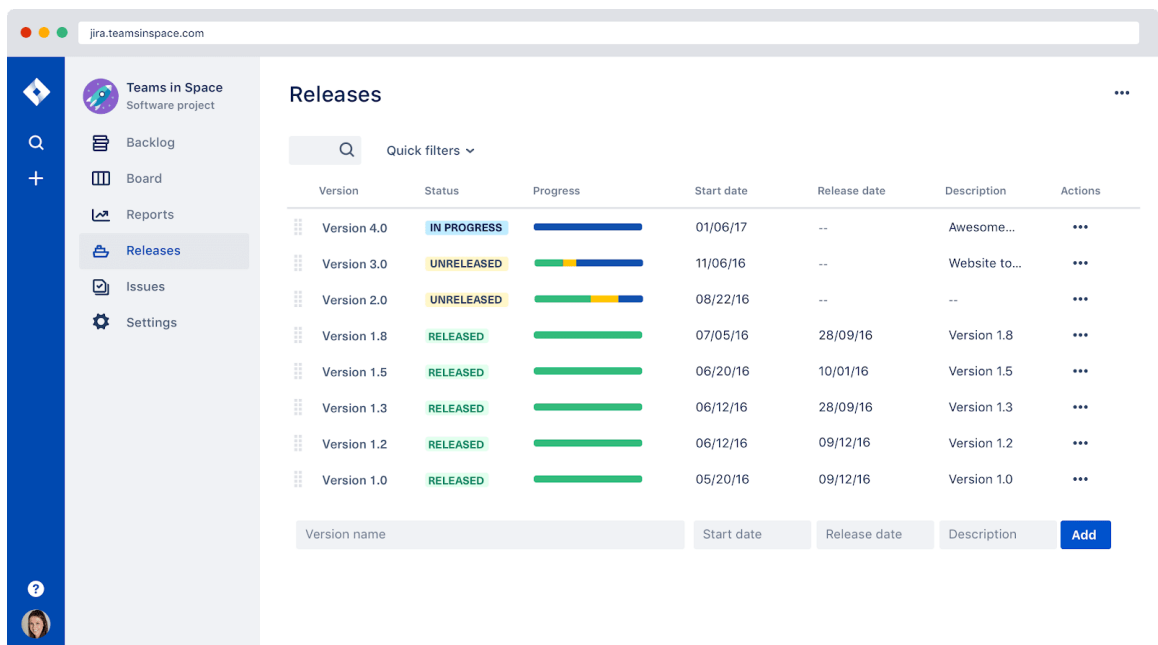 jira.teamsinspace.com
Teams in Space
Software project
Backlog
Board
Reports
Releases
Issues
Settings
?
Releases
Quick filters
Version Status Progress Start date Release date Description Actions
Version 4.0 IN PROGRESS 01/06/17 -- Awesome...
Version 3.0 UNRELEASED 11/06/16 -- Website to...
Version 2.0 UNRELEASED 08/22/16 -- --
Version 1.8 RELEASED 07/05/16 28/09/16 Version 1.8
Version 1.5 RELEASED 06/20/16 10/01/16 Version 1.5
Version 1.3 RELEASED 06/12/16 28/09/16 Version 1.3
Version 1.2 RELEASED 06/12/16 09/12/16 Version 1.2
Version 1.0 RELEASED 05/20/16 09/12/16 Version 1.0
Version name Start date Release date Description Add